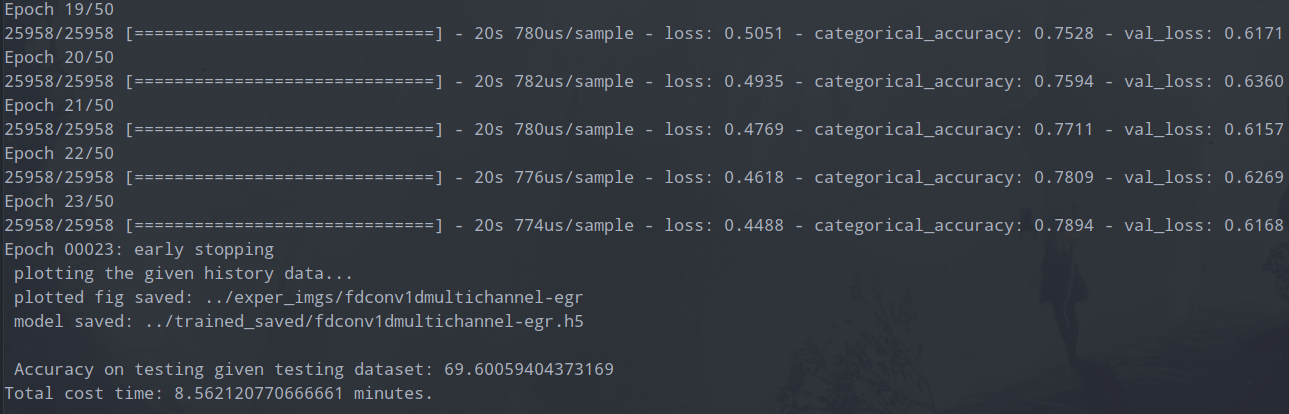 Epoch 19/50
25958/25958 [==============================] - 20s 780us/sample - loss: 0.5051 - categorical_accuracy: 0.7528 - val_loss: 0.6171
Epoch 20/50
25958/25958 [==============================] - 20s 782us/sample - loss: 0.4935 - categorical_accuracy: 0.7594 - val_loss: 0.6360
Epoch 21/50
25958/25958 [==============================] - 20s 780us/sample - loss: 0.4769 - categorical_accuracy: 0.7711 - val_loss: 0.6157
Epoch 22/50
25958/25958 [==============================] - 20s 776us/sample - loss: 0.4618 - categorical_accuracy: 0.7809 - val_loss: 0.6269
Epoch 23/50
25958/25958 [==============================] - 20s 774us/sample - loss: 0.4488 - categorical_accuracy: 0.7894 - val_loss: 0.6168
Epoch 00023: early stopping
plotting the given history data...
plotted fig saved: ../exper_imgs/fdconv1dmultichannel-egr
model saved: ../trained_saved/fdconv1dmultichannel-egr.h5
Accuracy on testing given testing dataset: 69.60059404373169
Total cost time: 8.562120770666661 minutes.